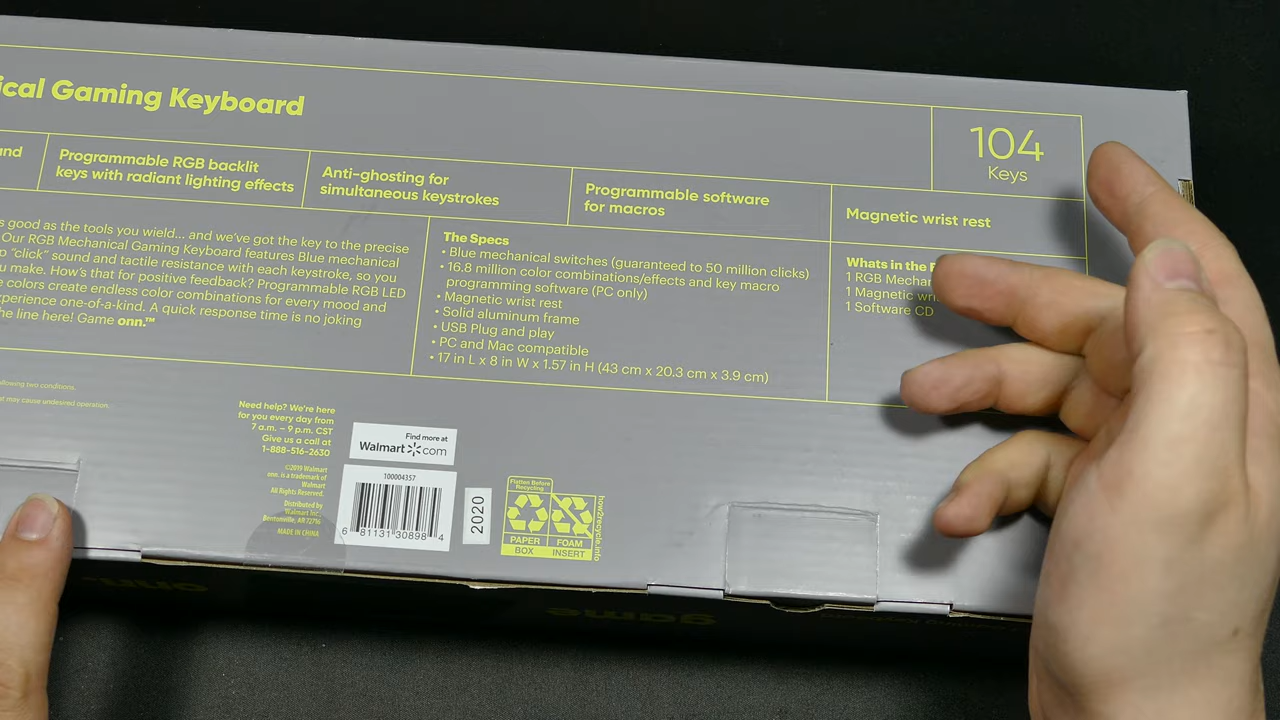 ical Gaming Keyboard
104
Keys
and
Programmable RGB backlit
keys with radiant lighting effects
Anti-ghosting for
simultaneous keystrokes
Programmable software
for macros
Magnetic wrist rest
s good as the tools you wield... and we've got the key to the precise
Our RGB Mechanical Gaming Keyboard features Blue mechanical
p "click" sound and tactile resistance with each keystroke, so you
u make. How's that for positive feedback? Programmable RGB LED
e colors create endless color combinations for every mood and
xperience one-of-a-kind. A quick response time is no joking
he line here! Game onn.™
The Specs
• Blue mechanical switches (guaranteed to 50 million clicks)
• 16.8 million color combinations/effects and key macro
programming software (PC only)
• Magnetic wrist rest
• Solid aluminum frame
• USB Plug and play
• PC and Mac compatible
• 17 in L x 8 in W x 1.57 in H (43 cm x 20.3 cm x 3.9 cm)
Whats in the
1 RGB Mechan
1 Magnetic wri
1 Software CD
ollowing two conditions.
at may cause undesired operation.
Need help? We're here
for you every day from
7 a.m. – 9 p.m. CST
Give us a call at
1-888-516-2630
©2019 Walmart
onn. is a trademark of
Walmart
All Rights Reserved.
Distributed by
Walmart Inc.,
Bentonville, AR 72716
MADE IN CHINA
Find more at
Walmart.com
100004357
6 81131 30898 4
2020
Flatten Before
Recycling
PAPER
BOX
FOAM
INSERT
how2recycle.info
onn.
game